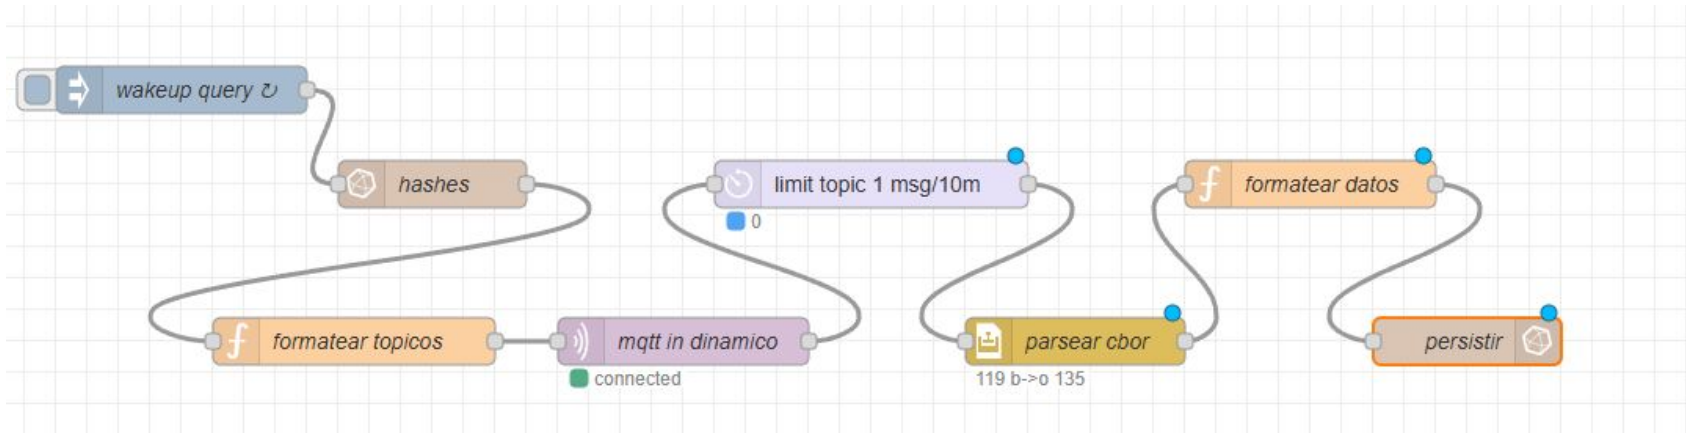 wakeup query ↻
hashes
limit topic 1 msg/10m
0
formatear datos
formatear topicos
mqtt in dinamico
connected
parsear cbor
119 b->o 135
persistir